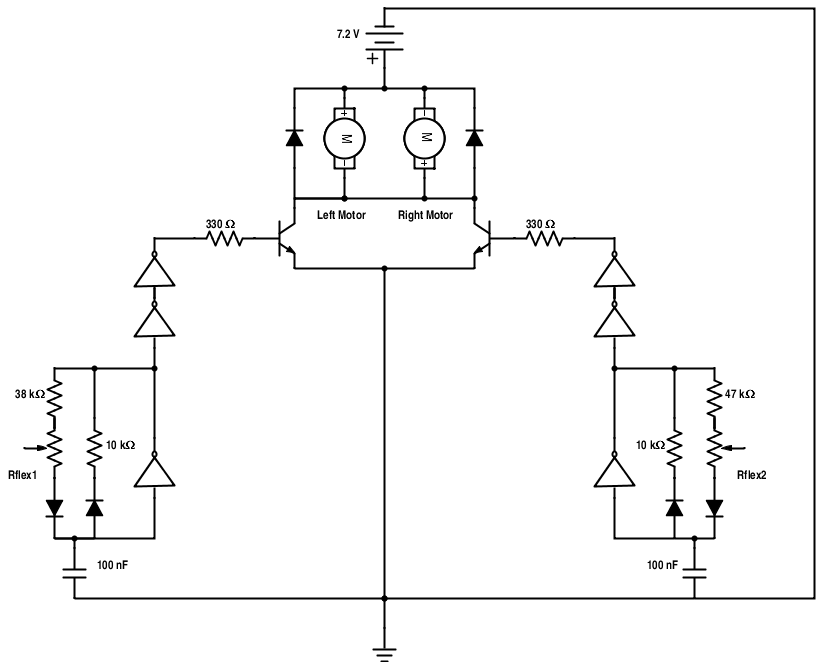 7.2 V
+
+
M
−
−
M
+
Left Motor
Right Motor
330 Ω
330 Ω
38 kΩ
10 kΩ
Rflex1
47 kΩ
10 kΩ
Rflex2
100 nF
100 nF